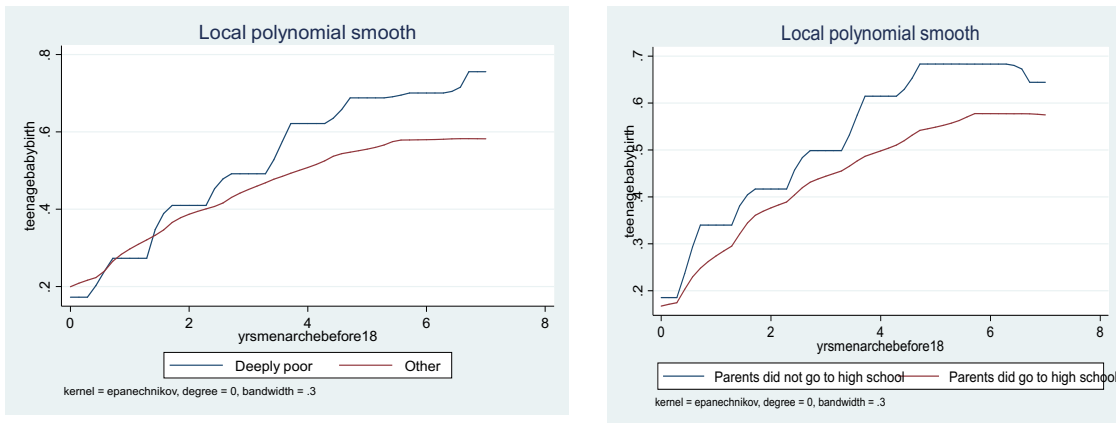 Local polynomial smooth
teenagebabybirth
.8
.6
.4
.2
0 2 4 6 8
yrsmenarchebefore18
Deeply poor Other
kernel = epanechnikov, degree = 0, bandwidth = .3
Local polynomial smooth
teenagebabybirth
.7
.6
.5
.4
.3
.2
0 2 4 6 8
yrsmenarchebefore18
Parents did not go to high school Parents did go to high school
kernel = epanechnikov, degree = 0, bandwidth = .3